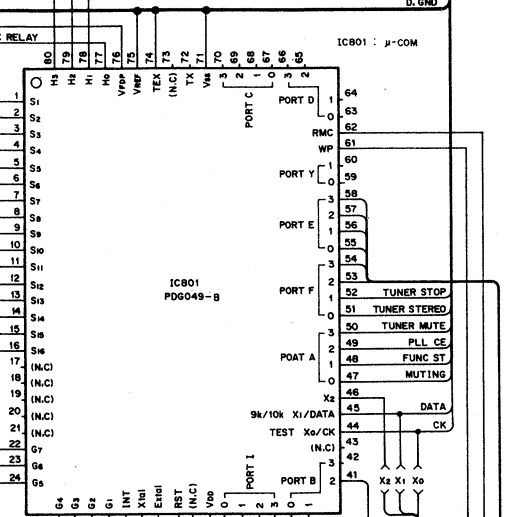 D. GND
C RELAY
IC801 : μ-COM
80 79 78 77 76 75 74 73 72 71 70 69 68 67 66 65
H3 H2 H1 H0 VFDP VREF TEX (N.C) TX VSS 3 2 1 0 3 2
PORT C
PORT D 1 64
0 63
RMC 62
WP 61
PORT Y 1 60
0 59
3 58
PORT E 2 57
1 56
0 55
3 54
PORT F 2 53
1 52 TUNER STOP
0 51 TUNER STEREO
3 50 TUNER MUTE
POAT A 2 49 PLL CE
1 48 FUNC ST
0 47 MUTING
X2 46
9k/10k X1/DATA 45 DATA
TEST X0/CK 44 CK
(N.C) 43
3 42
PORT B 2 41
X2 X1 X0
1 S1
2 S2
3 S3
4 S4
5 S5
6 S6
7 S7
8 S8
9 S9
10 S10
11 S11
12 S12
13 S13
14 S14
15 S15
16 S16
17 (N.C)
18 (N.C)
19 (N.C)
20 (N.C)
21 (N.C)
22 G7
23 G6
24 G5
IC801
PDG049-B
G4 G3 G2 G1 INT Xtal Extal RST (N.C) VDD 0 1 2 3 0 1
PORT I